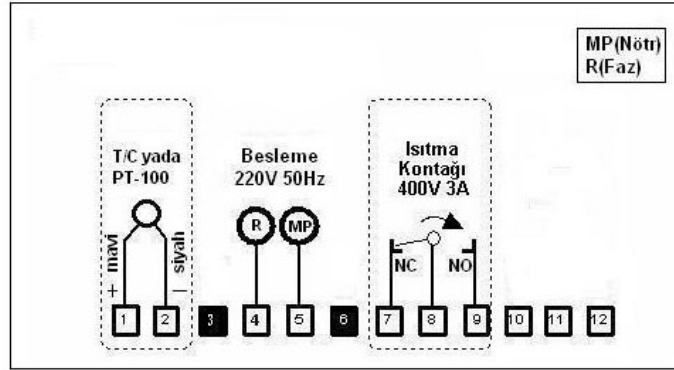 MP(Nötr)
R(Faz)
T/C yada
PT-100
Besleme
220V 50Hz
Isıtma
Kontağı
400V 3A
R
MP
+ mavi
— siyah
NC
NO
1 2 3 4 5 6 7 8 9 10 11 12